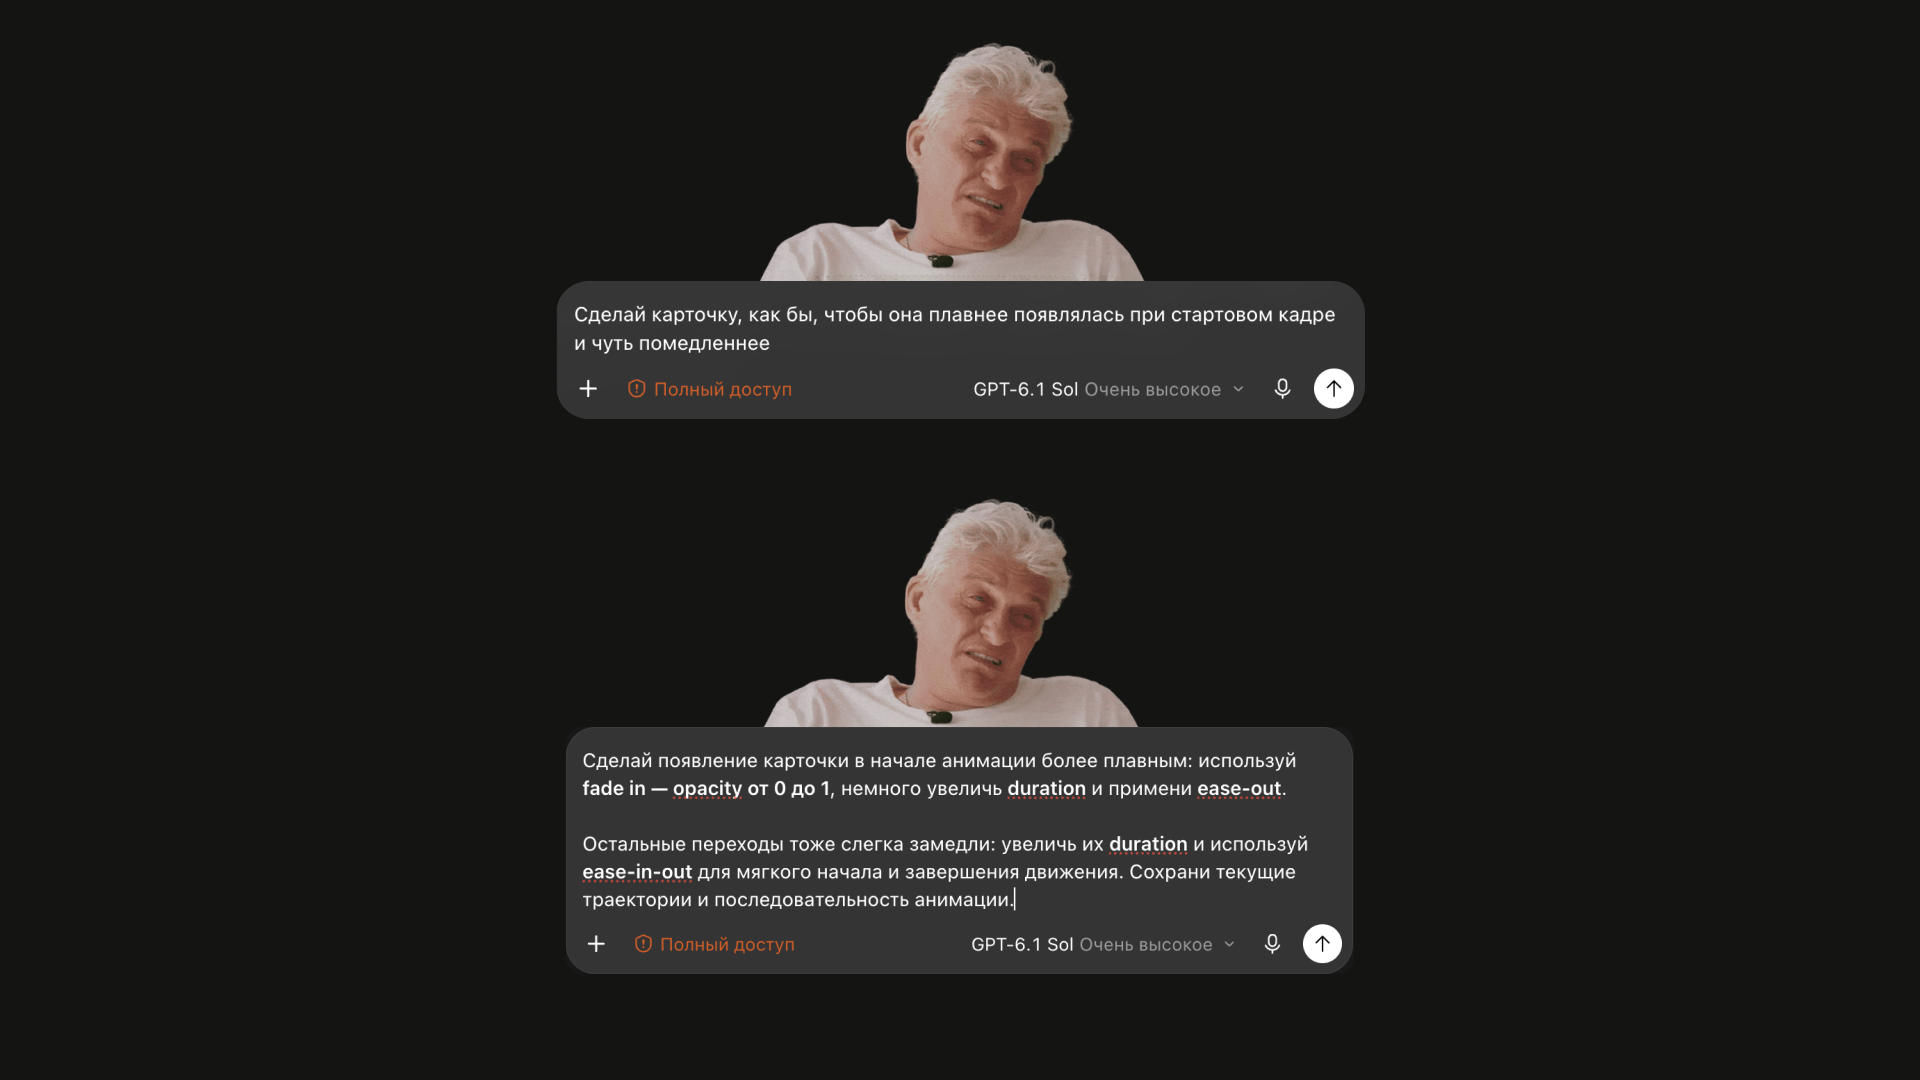 Сделай карточку, как бы, чтобы она плавнее появлялась при стартовом кадре
и чуть помедленнее
Полный доступ
GPT-6.1 Sol Очень высокое
Сделай появление карточки в начале анимации более плавным: используй
fade in — opacity от 0 до 1, немного увеличь duration и примени ease-out.
Остальные переходы тоже слегка замедли: увеличь их duration и используй
ease-in-out для мягкого начала и завершения движения. Сохрани текущие
траектории и последовательность анимации.
Полный доступ
GPT-6.1 Sol Очень высокое